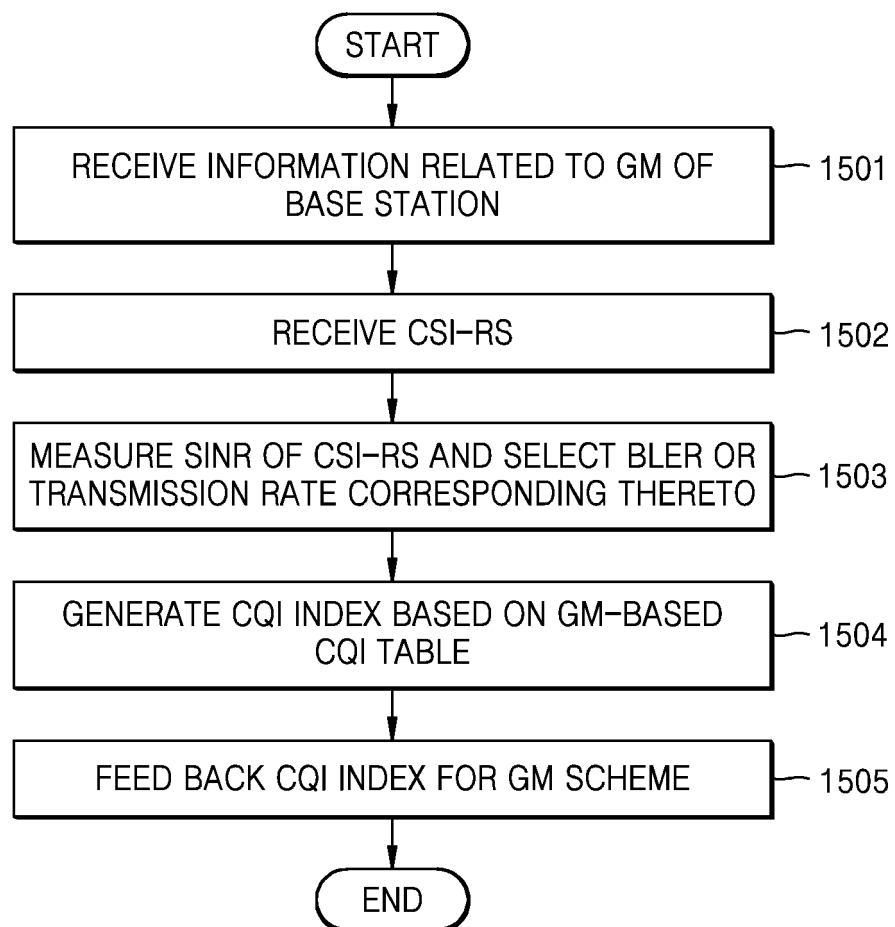 START
RECEIVE INFORMATION RELATED TO GM OF
BASE STATION
1501
RECEIVE CSI-RS
1502
MEASURE SINR OF CSI-RS AND SELECT BLER OR
TRANSMISSION RATE CORRESPONDING THERETO
1503
GENERATE CQI INDEX BASED ON GM-BASED
CQI TABLE
1504
FEED BACK CQI INDEX FOR GM SCHEME
1505
END